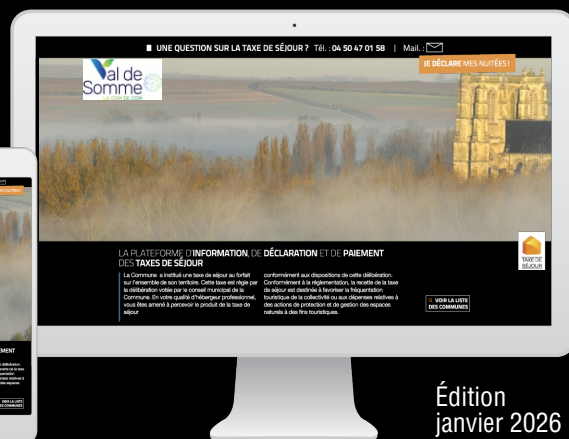 UNE QUESTION SUR LA TAXE DE SÉJOUR ? Tél. : 04 50 47 01 58 | Mail. :
JE DÉCLARE MES NUITÉES !
Val de
Somme
LA COM DE COM
LA PLATEFORME D'INFORMATION, DE DÉCLARATION ET DE PAIEMENT
DES TAXES DE SÉJOUR
La Commune a institué une taxe de séjour au forfait
sur l'ensemble de son territoire. Cette taxe est régie par
la délibération votée par le conseil municipal de la
Commune. En votre qualité d'hébergeur professionnel,
vous êtes amené à percevoir le produit de la taxe de
séjour
conformément aux dispositions de cette délibération.
Conformément à la réglementation, la recette de la taxe
de séjour est destinée à favoriser la fréquentation
touristique de la collectivité ou aux dépenses relatives à
des actions de protection et de gestion des espaces
naturels à des fins touristiques.
TAXE DE
SÉJOUR
VOIR LA LISTE
DES COMMUNES
Édition
janvier 2026